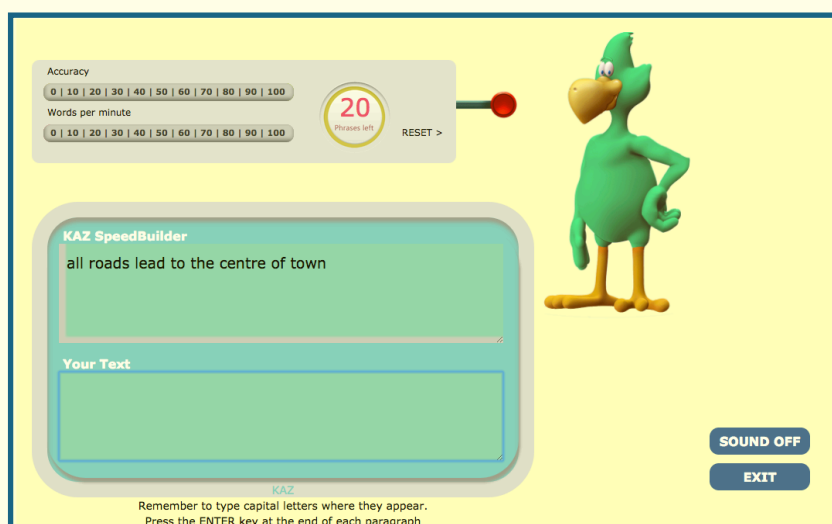 Accuracy
0 | 10 | 20 | 30 | 40 | 50 | 60 | 70 | 80 | 90 | 100
Words per minute
0 | 10 | 20 | 30 | 40 | 50 | 60 | 70 | 80 | 90 | 100
20
Phrases left
RESET >
KAZ SpeedBuilder
all roads lead to the centre of town
Your Text
SOUND OFF
EXIT
KAZ
Remember to type capital letters where they appear.
Press the ENTER key at the end of each paragraph